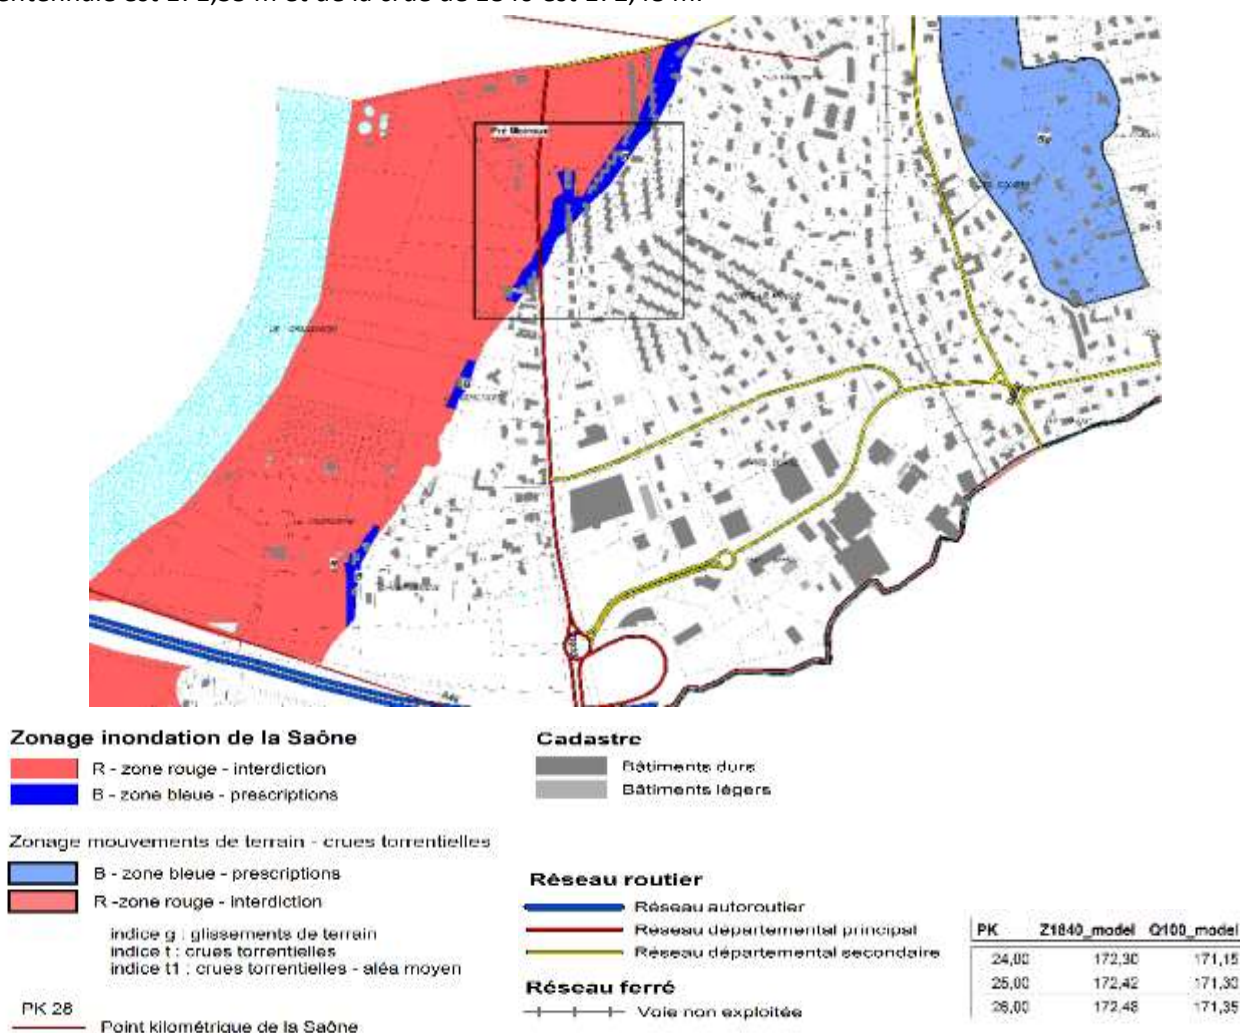 Pré Mermoux
Zonage inondation de la Saône
R - zone rouge - interdiction
B - zone bleue - prescriptions
Zonage mouvements de terrain - crues torrentielles
B - zone bleue - prescriptions
R -zone rouge - interdiction
indice g : glissements de terrain
indice t : crues torrentielles
indice t1 : crues torrentielles - aléa moyen
PK 28
Point kilométrique de la Saône
Cadastre
Bâtiments durs
Bâtiments légers
Réseau routier
Réseau autoroutier
Réseau départemental principal
Réseau départemental secondaire
Réseau ferré
Voie non exploitée
PK Z1840_model Q100_model
24,00 172,30 171,15
25,00 172,42 171,30
26,00 172,48 171,35